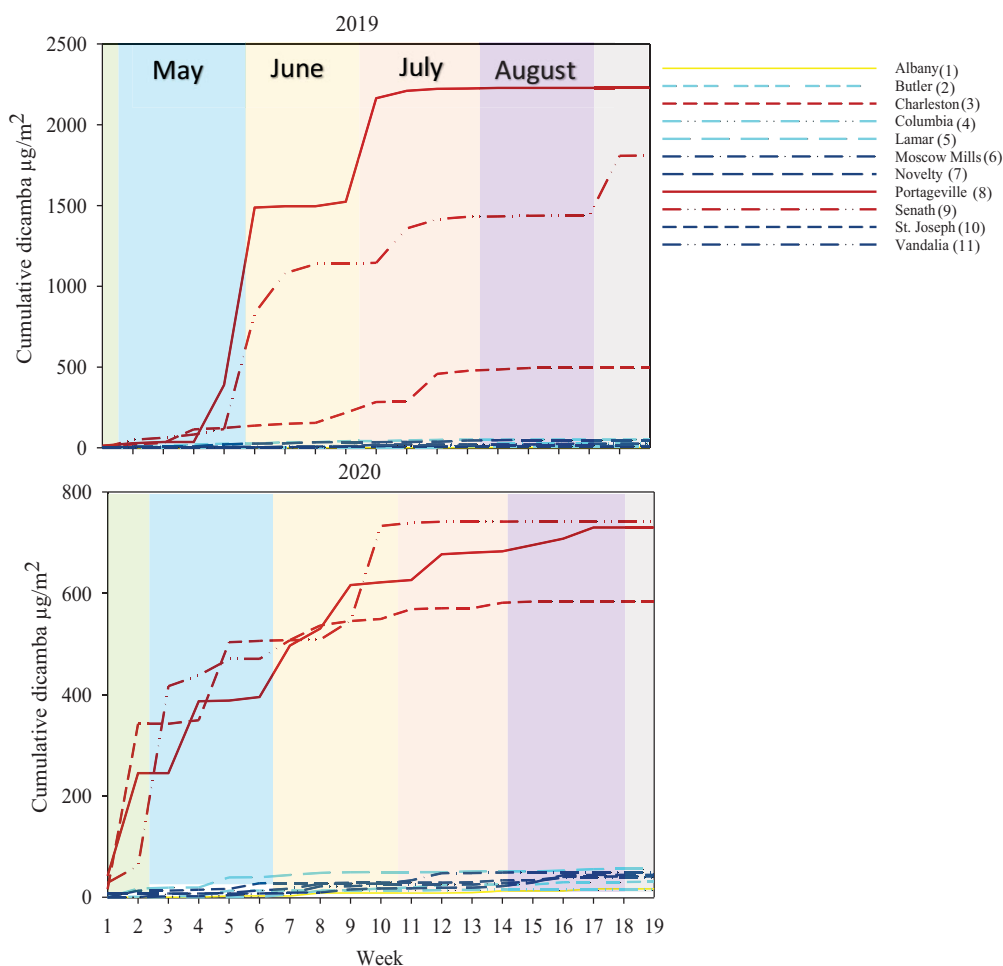 2019
2500
2000
1500
1000
500
0
Cumulative dicamba µg/m2
May June July August
Albany(1)
Butler(2)
Charleston(3)
Columbia(4)
Lamar(5)
Moscow Mills(6)
Novelty(7)
Portageville(8)
Senath(9)
St. Joseph(10)
Vandalia(11)
2020
800
600
400
200
0
Cumulative dicamba µg/m2
1 2 3 4 5 6 7 8 9 10 11 12 13 14 15 16 17 18 19
Week